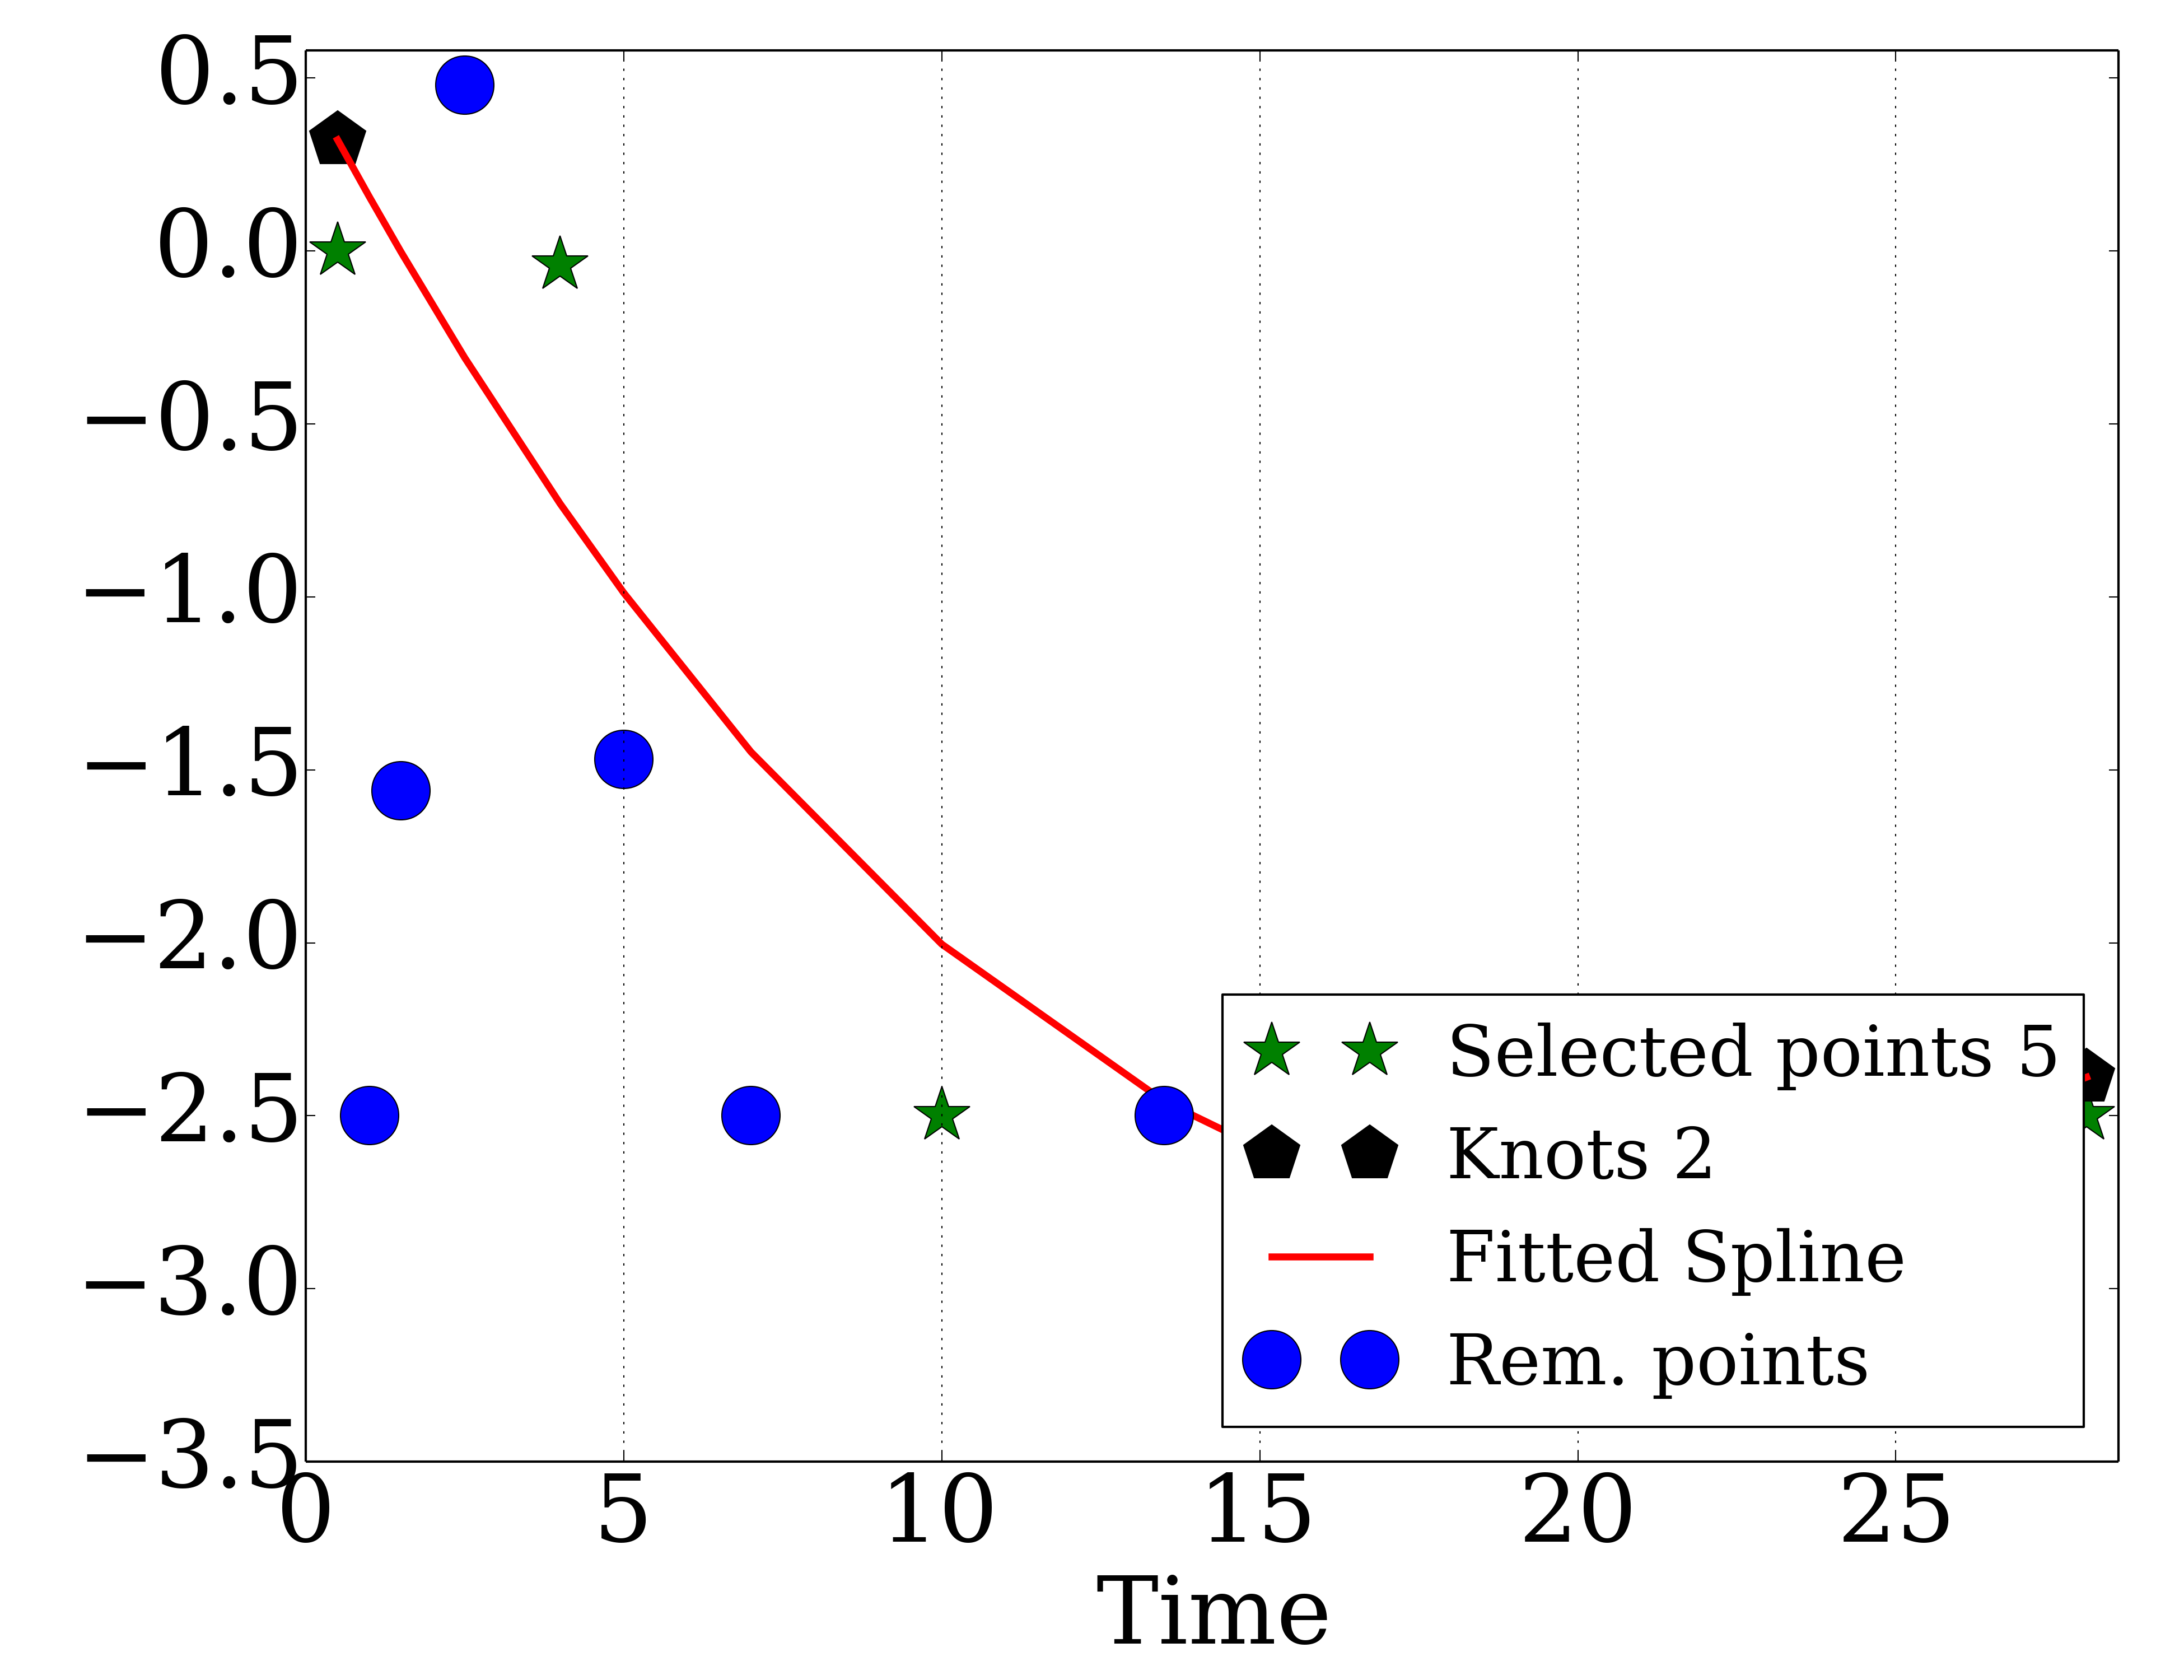 0.5
0.0
−0.5
−1.0
−1.5
−2.0
−2.5
−3.0
−3.5
Selected points 5
Knots 2
Fitted Spline
Rem. points
0 5 10 15 20 25
Time